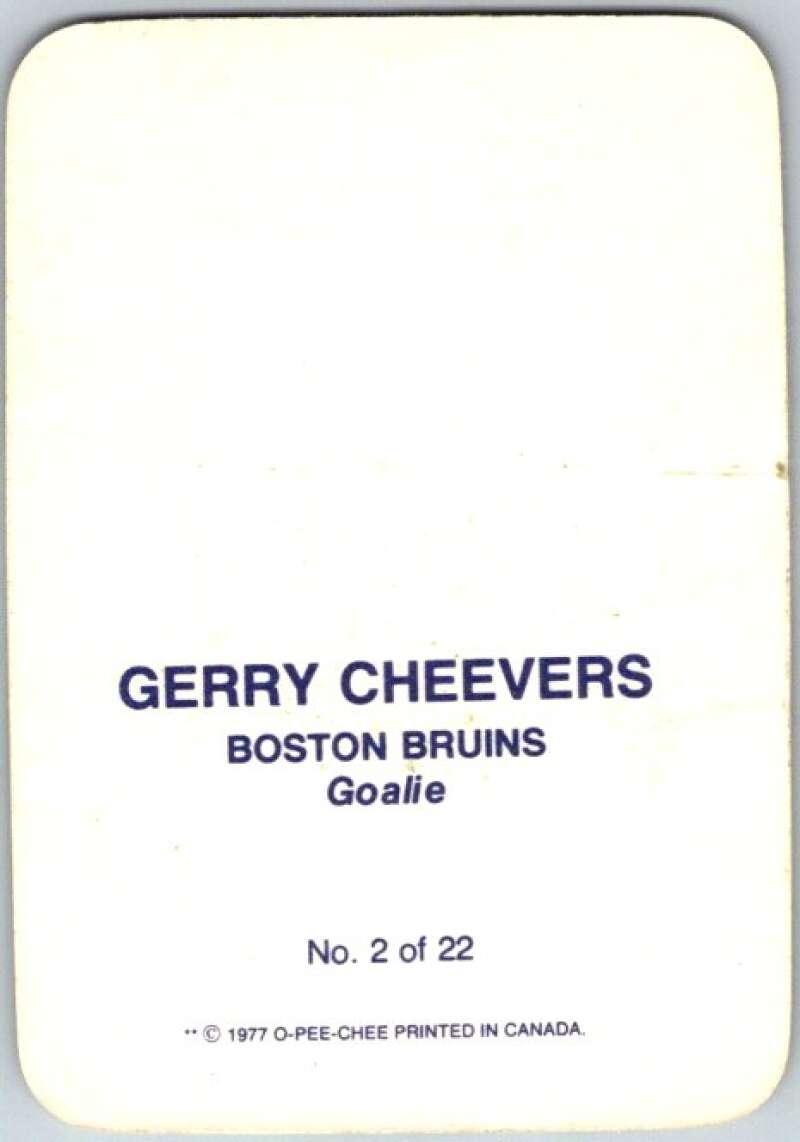 GERRY CHEEVERS
BOSTON BRUINS
Goalie
No. 2 of 22
** © 1977 O-PEE-CHEE PRINTED IN CANADA.